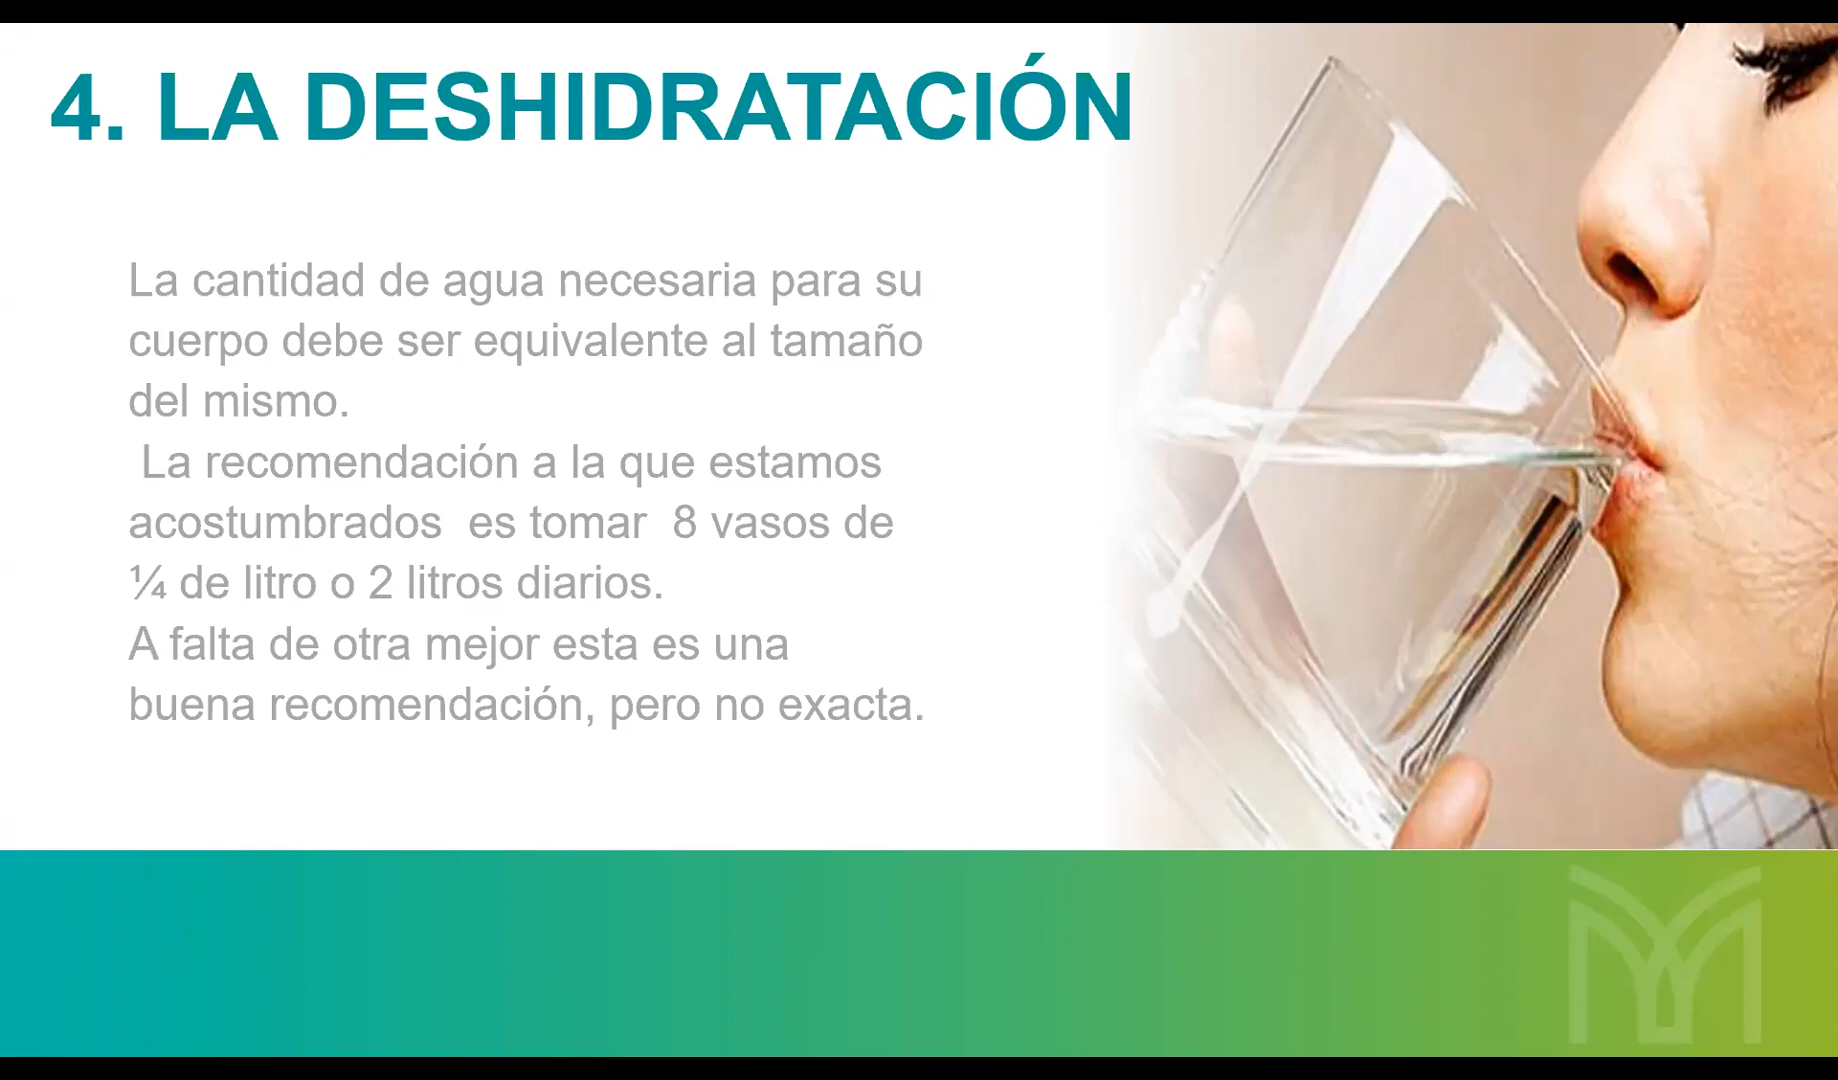 4. LA DESHIDRATACIÓN
La cantidad de agua necesaria para su
cuerpo debe ser equivalente al tamaño
del mismo.
La recomendación a la que estamos
acostumbrados es tomar 8 vasos de
¼ de litro o 2 litros diarios.
A falta de otra mejor esta es una
buena recomendación, pero no exacta.